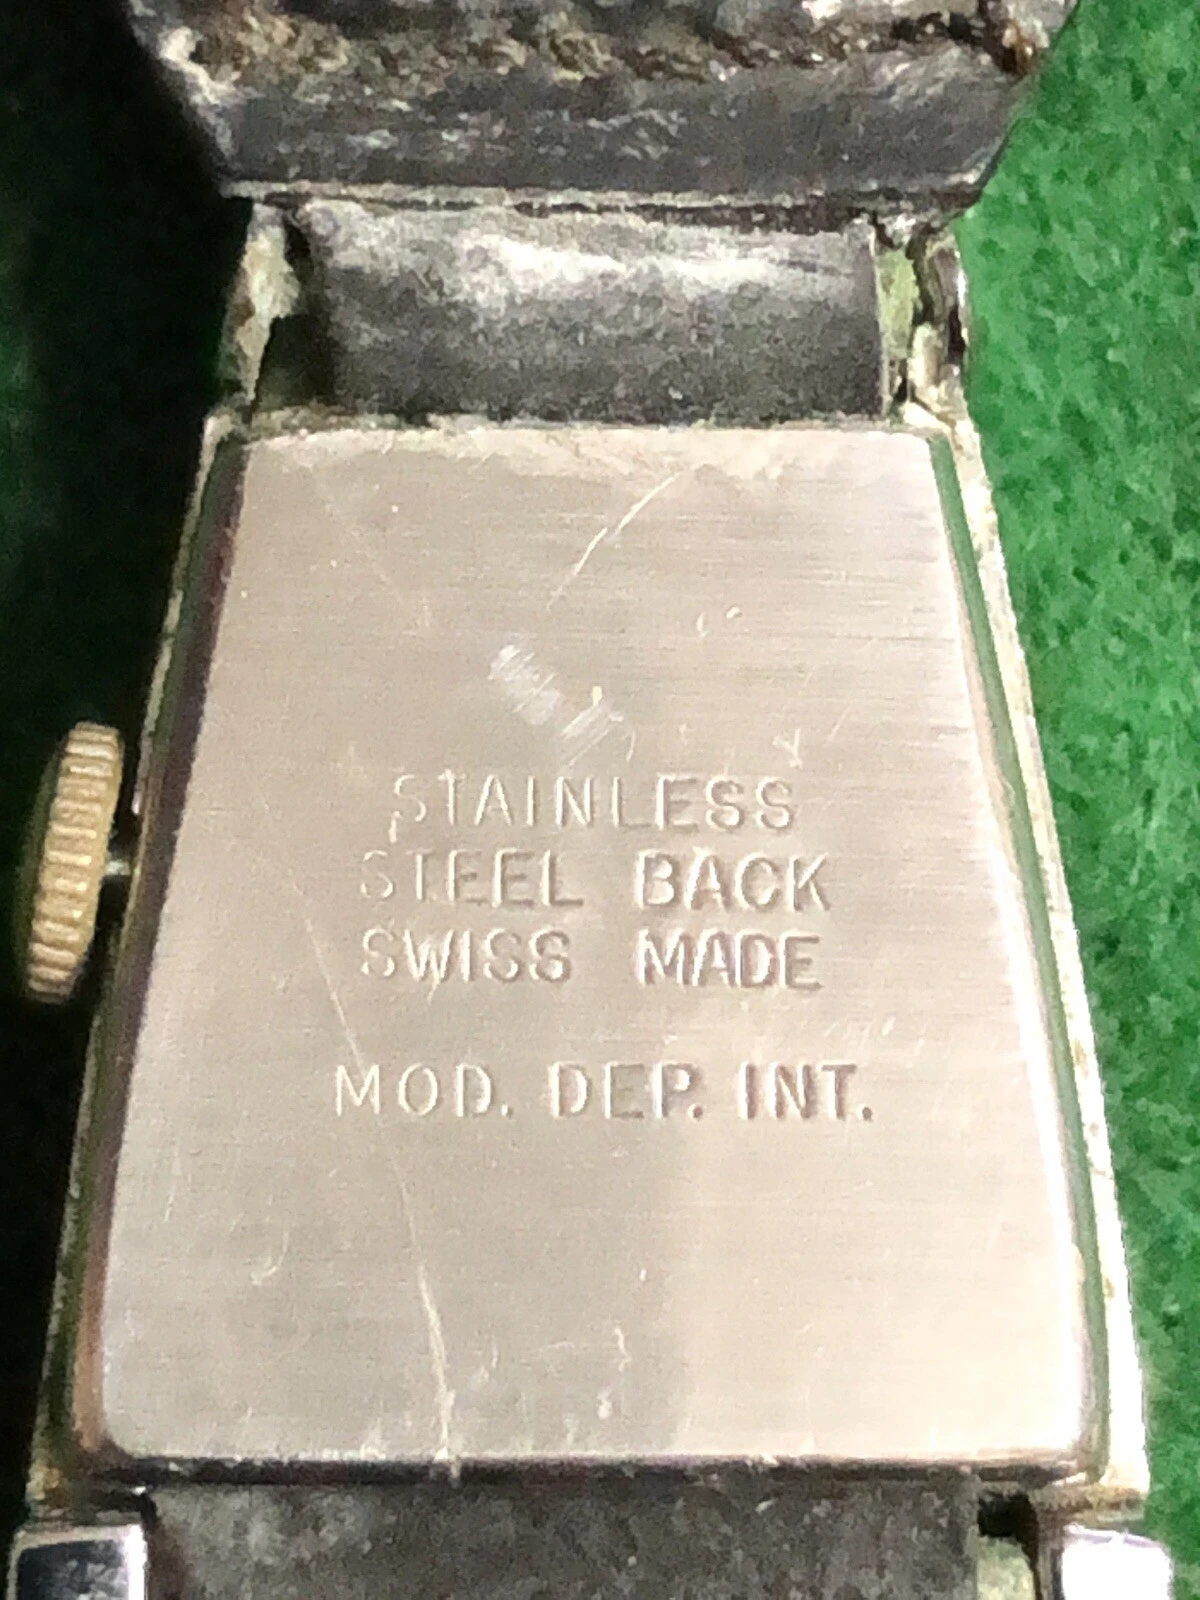 STAINLESS
STEEL BACK
SWISS MADE
MOD. DEP. INT.